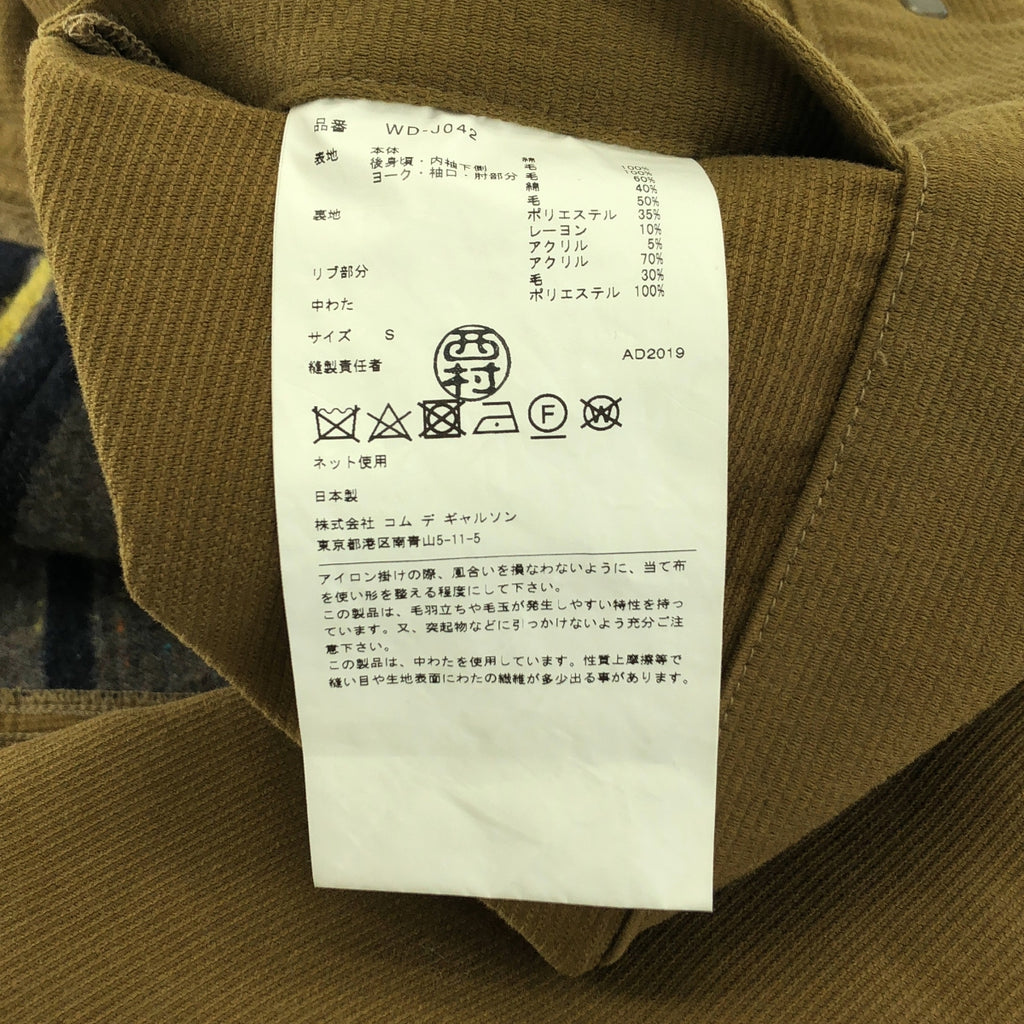 品番 WD-J042
表地 本体 綿 100%
後身頃・内袖下側 毛 100%
ヨーク・袖口・肘部分 毛 60%
綿 40%
裏地 毛 50%
ポリエステル 35%
レーヨン 10%
アクリル 5%
リブ部分 アクリル 70%
毛 30%
中わた ポリエステル 100%
サイズ S
縫製責任者 西村 AD2019
F W
ネット使用
日本製
株式会社 コム デ ギャルソン
東京都港区南青山5-11-5
アイロン掛けの際、風合いを損なわないように、当て布
を使い形を整える程度にして下さい。
この製品は、毛羽立ちや毛玉が発生しやすい特性を持っ
ています。又、突起物などに引っかけないよう充分ご注
意下さい。
この製品は、中わたを使用しています。性質上摩擦等で
縫い目や生地表面にわたの繊維が多少出る事があります。